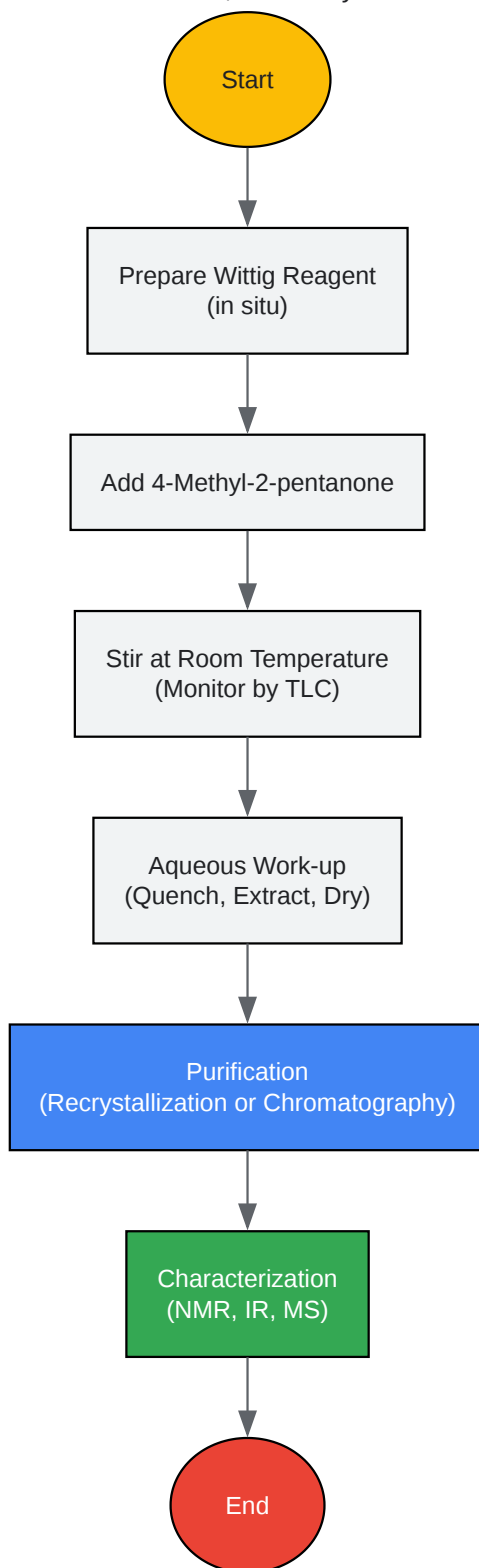 Start
Prepare Wittig Reagent
(in situ)
Add 4-Methyl-2-pentanone
Stir at Room Temperature
(Monitor by TLC)
Aqueous Work-up
(Quench, Extract, Dry)
Purification
(Recrystallization or Chromatography)
Characterization
(NMR, IR, MS)
End